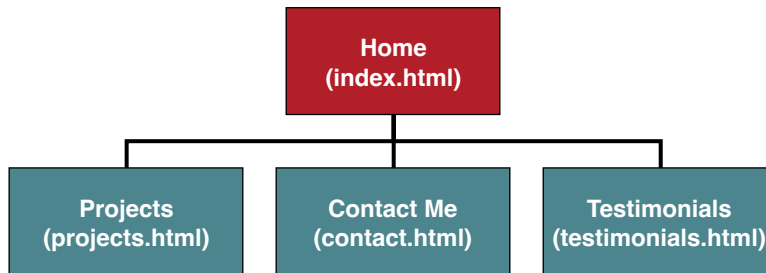 Home
(index.html)
Projects
(projects.html)
Contact Me
(contact.html)
Testimonials
(testimonials.html)